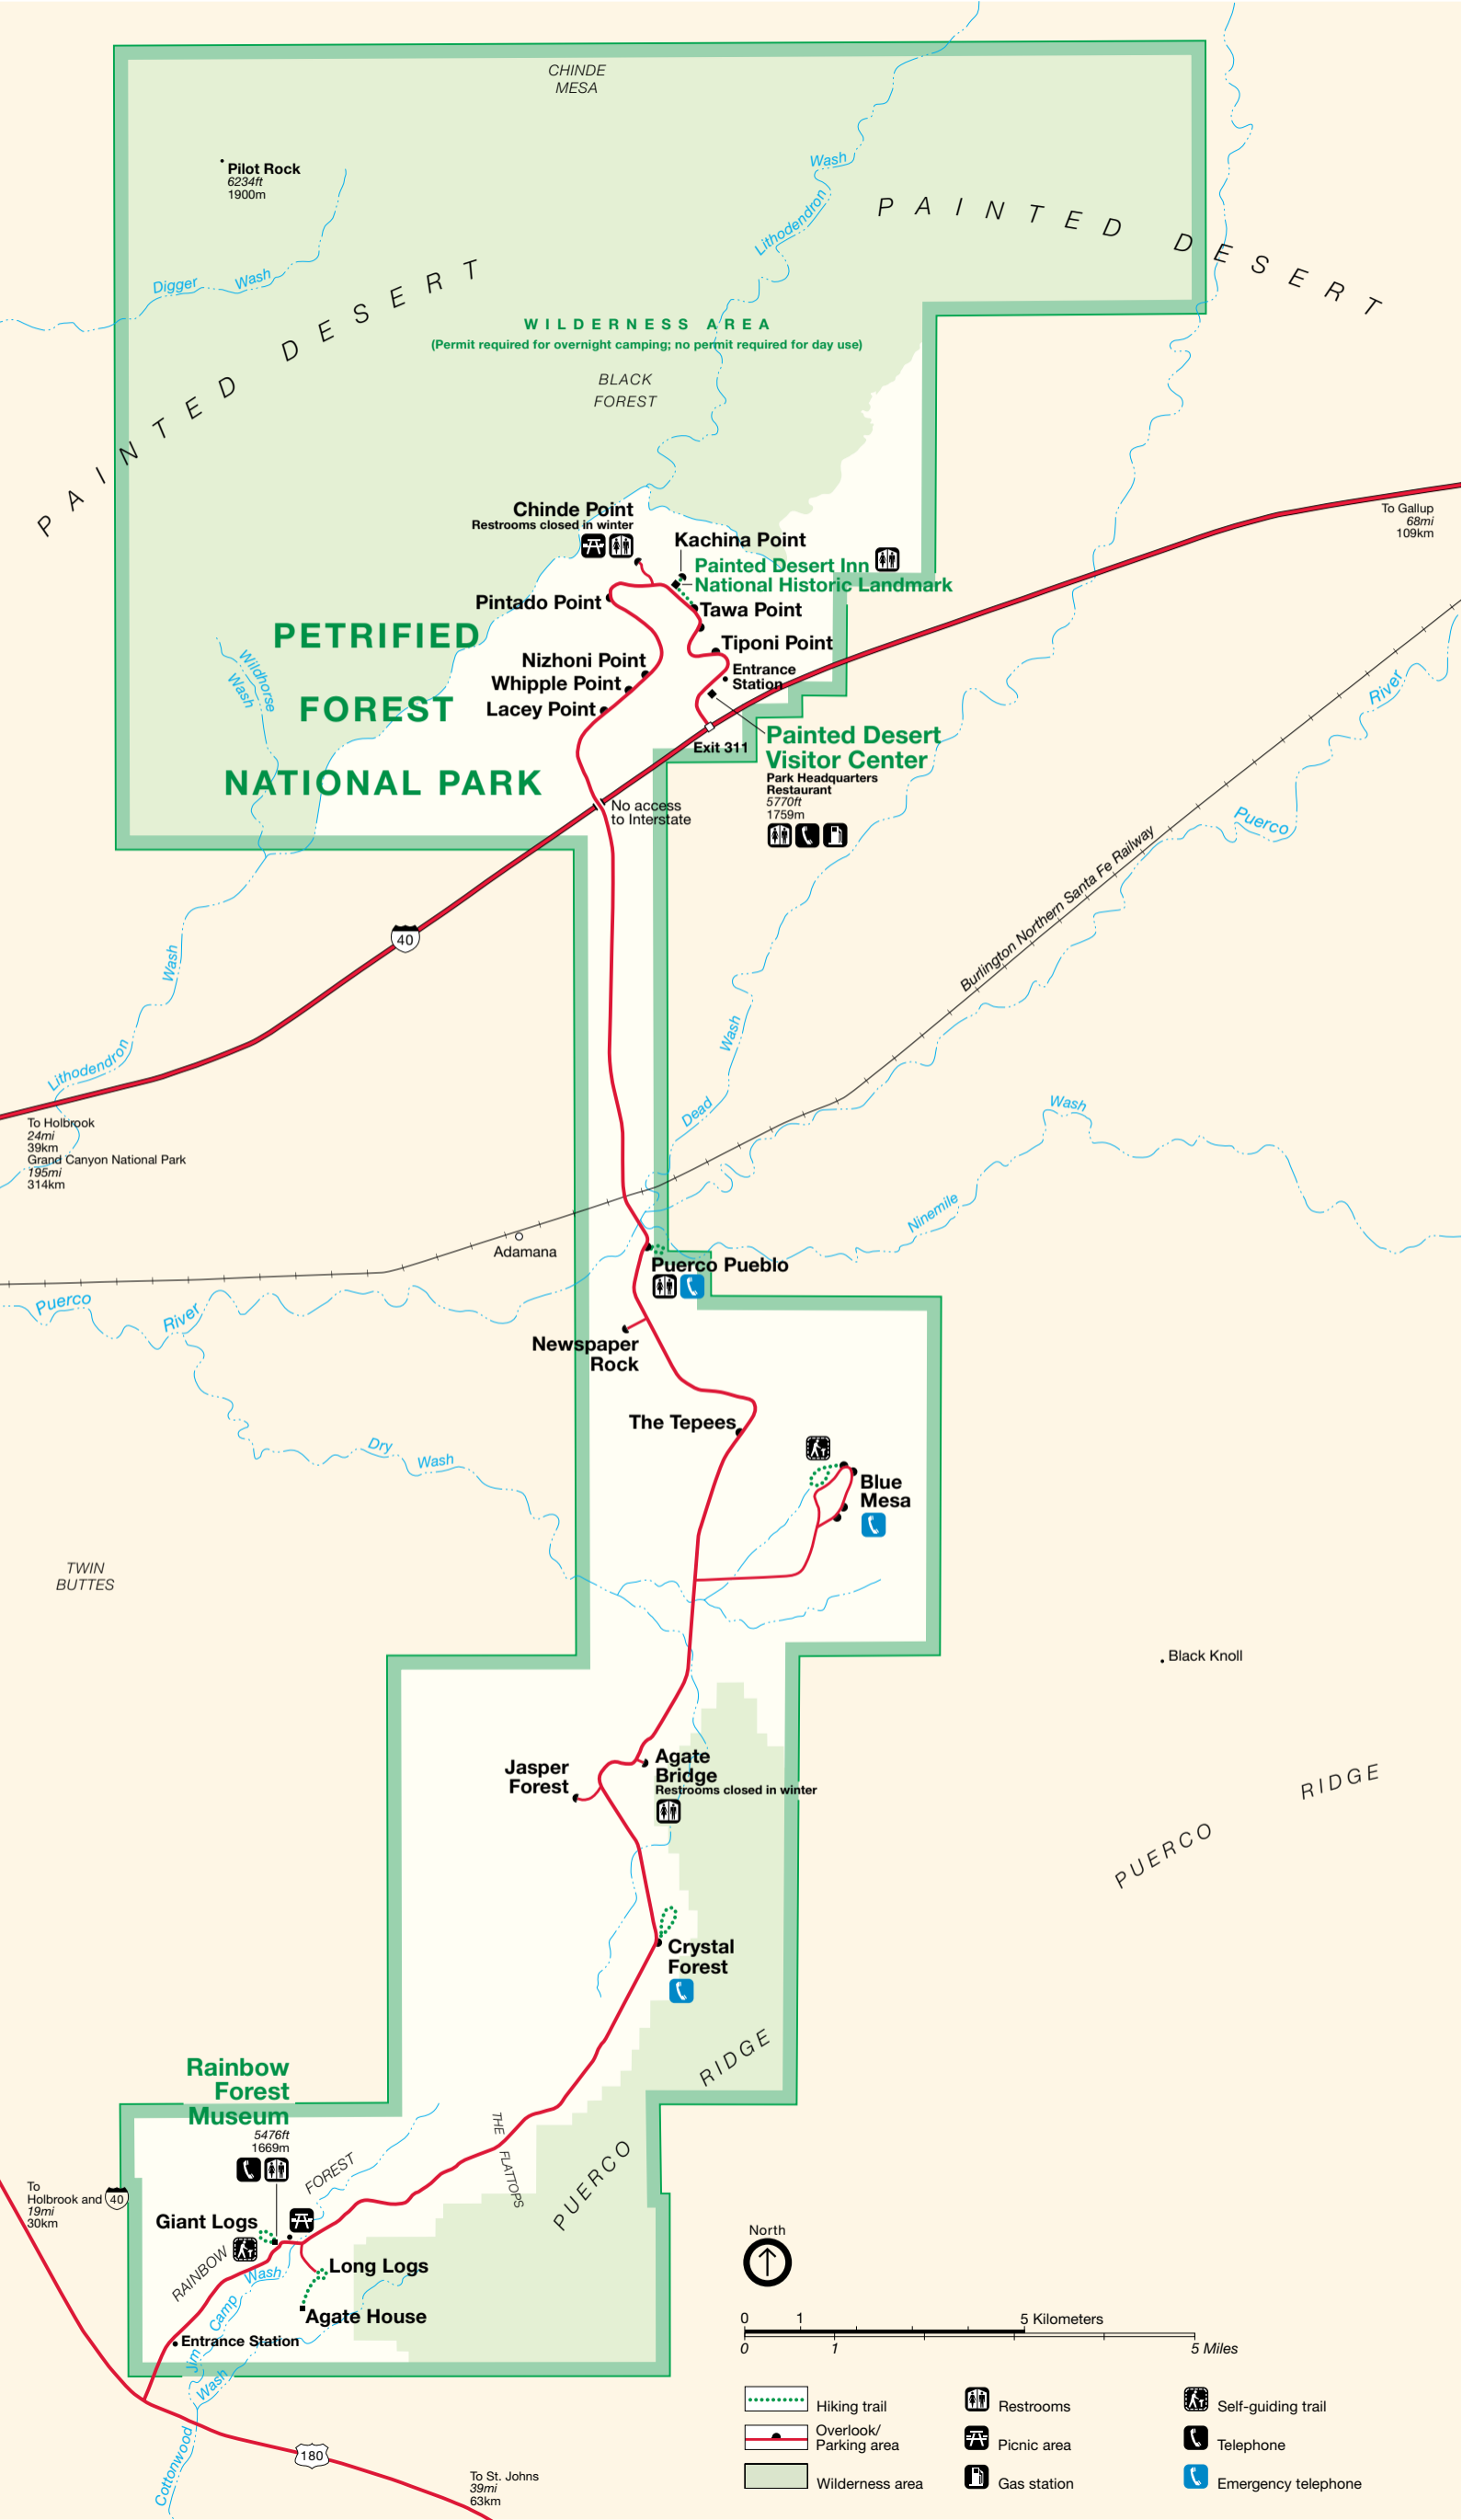 CHINDE
MESA
Pilot Rock
6234ft
1900m
Wash
Lithodendron
PAINTED DESERT
Digger Wash
PAINTED DESERT
WILDERNESS AREA
(Permit required for overnight camping; no permit required for day use)
BLACK
FOREST
To Gallup
68mi
109km
Chinde Point
Restrooms closed in winter
Kachina Point
Painted Desert Inn
National Historic Landmark
Pintado Point
Tawa Point
Tiponi Point
PETRIFIED
FOREST
NATIONAL PARK
Wildhorse
Wash
Nizhoni Point
Whipple Point
Lacey Point
Entrance
Station
Exit 311
Painted Desert
Visitor Center
Park Headquarters
Restaurant
5770ft
1759m
No access
to Interstate
River
Puerco
Burlington Northern Santa Fe Railway
40
Wash
Lithodendron
Wash
Dead
To Holbrook
24mi
39km
Grand Canyon National Park
195mi
314km
Wash
Ninemile
Adamana
Puerco Pueblo
Puerco
River
Newspaper
Rock
The Tepees
Dry Wash
Blue
Mesa
TWIN
BUTTES
Black Knoll
Jasper
Forest
Agate
Bridge
Restrooms closed in winter
PUERCO RIDGE
Crystal
Forest
PUERCO RIDGE
Rainbow
Forest
Museum
5476ft
1669m
THE FLATTOPS
RAINBOW FOREST
To
Holbrook and 40
19mi
30km
Giant Logs
Long Logs
Agate House
Jim Camp Wash
Entrance Station
Wash
Cottonwood
180
To St. Johns
39mi
63km
North
0 1 5 Kilometers
0 1 5 Miles
Hiking trail
Overlook/
Parking area
Wilderness area
Restrooms
Picnic area
Gas station
Self-guiding trail
Telephone
Emergency telephone